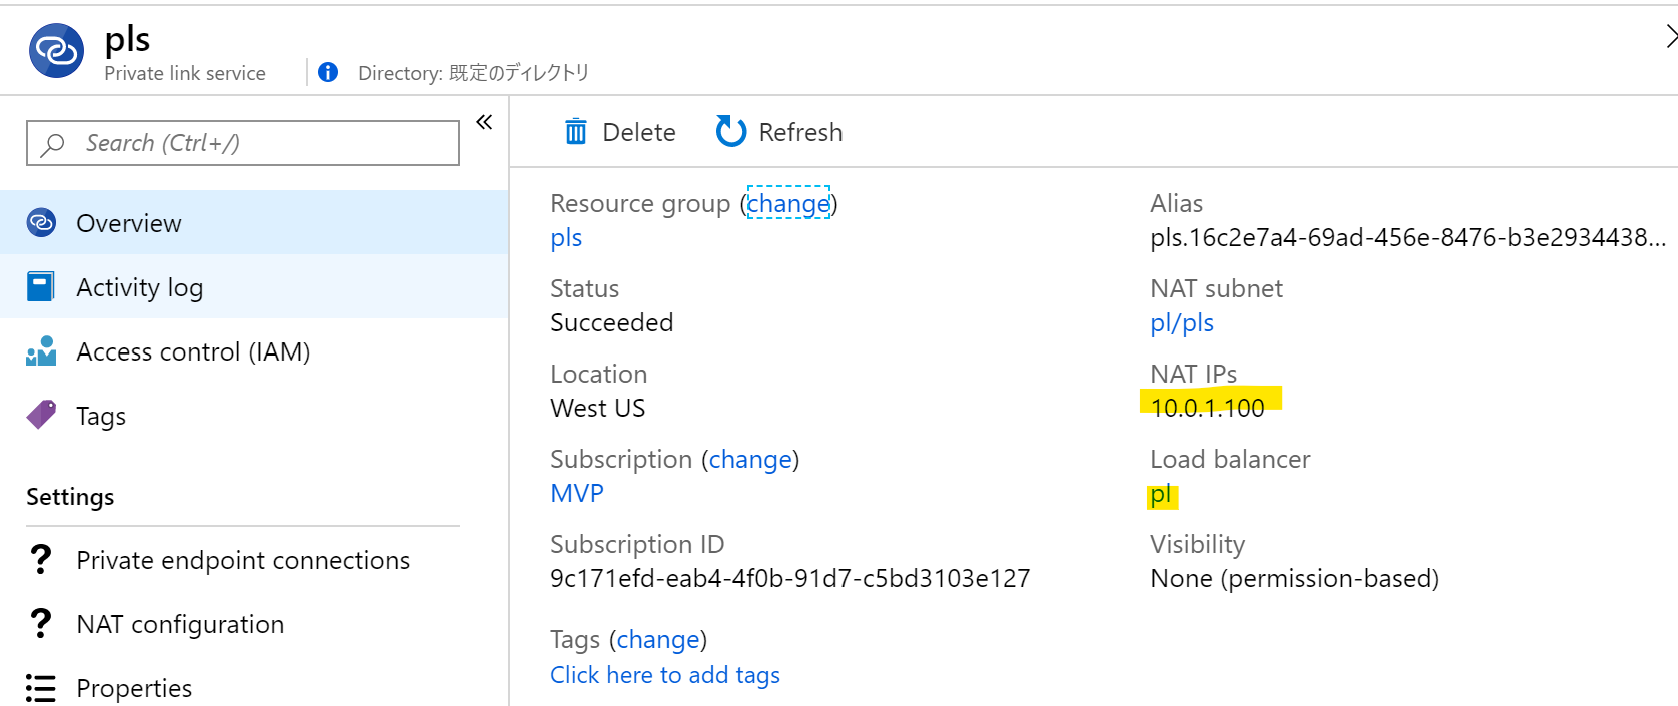 pls
Private link service
Directory: 既定のディレクトリ
Search (Ctrl+/)
Overview
Activity log
Access control (IAM)
Tags
Settings
Private endpoint connections
NAT configuration
Properties
Delete
Refresh
Resource group (change)
pls
Status
Succeeded
Location
West US
Subscription (change)
MVP
Subscription ID
9c171efd-eab4-4f0b-91d7-c5bd3103e127
Tags (change)
Click here to add tags
Alias
pls.16c2e7a4-69ad-456e-8476-b3e2934438...
NAT subnet
pl/pls
NAT IPs
10.0.1.100
Load balancer
pl
Visibility
None (permission-based)